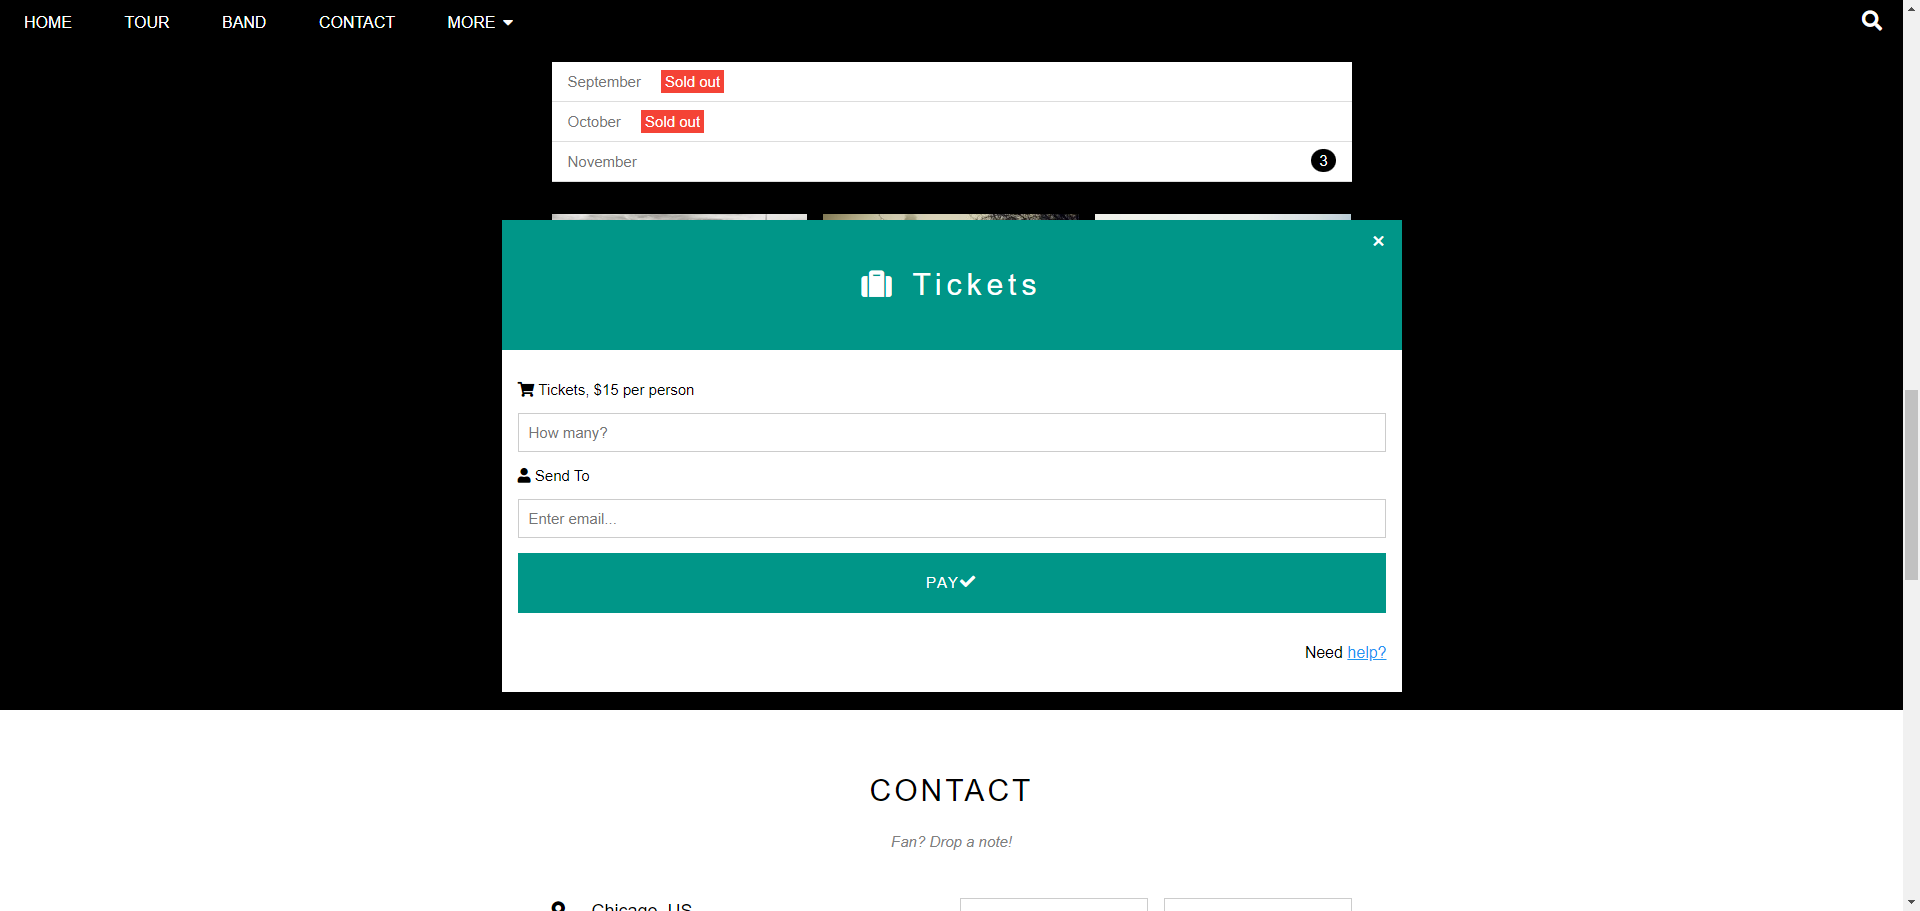 HOME TOUR BAND CONTACT MORE
September Sold out
October Sold out
November 3
×
Tickets
Tickets, $15 per person
How many?
Send To
Enter email...
PAY
Need help?
CONTACT
Fan? Drop a note!
Chicago, US